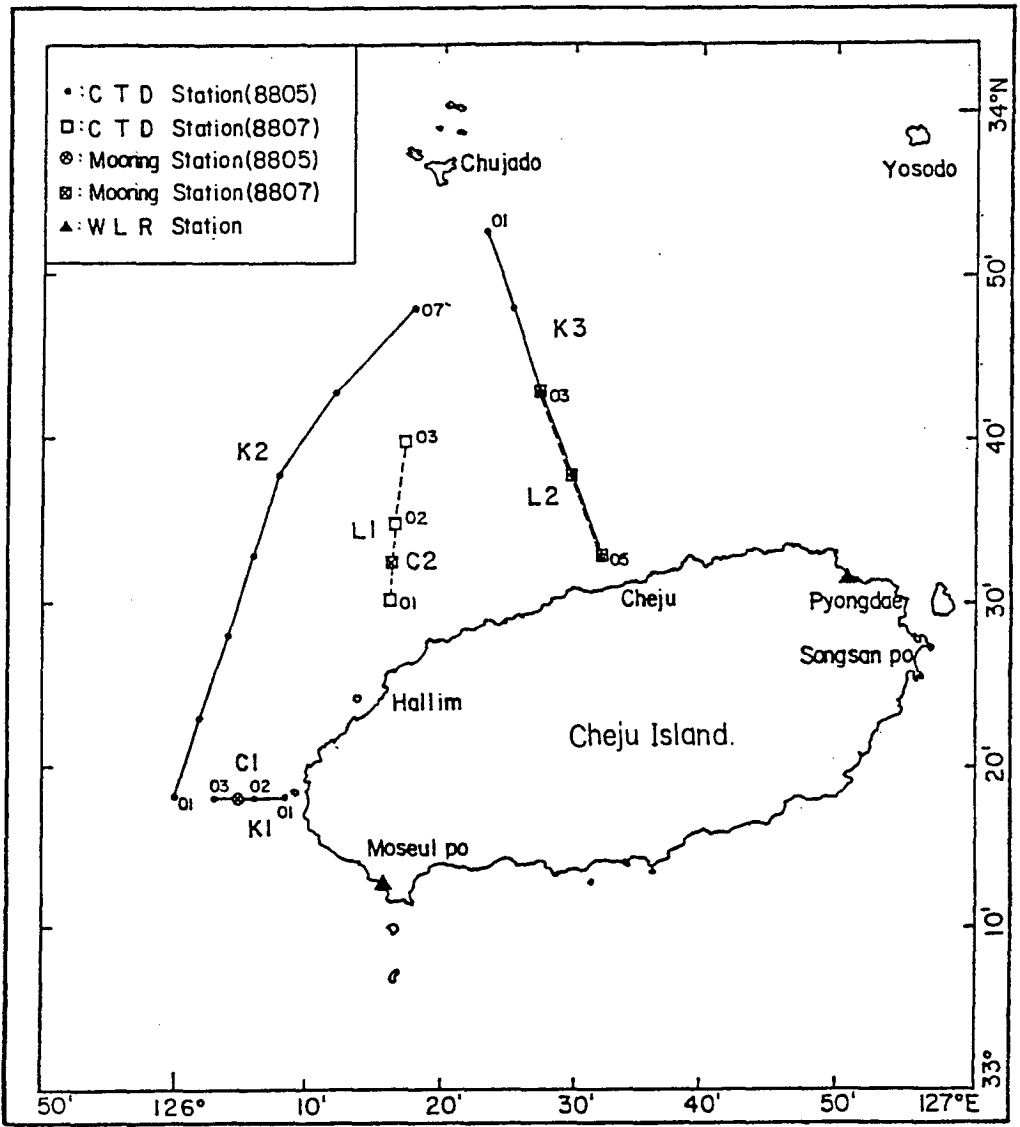 •:C T D Station(8805)
□:C T D Station(8807)
⊗:Mooring Station(8805)
⊠:Mooring Station(8807)
▲:W L R Station
Chujado
Yosodo
34°N
01
50'
07
K3
03
40'
03
K2
L2
02
L1
C2
05
01
Cheju
Pyongdae
30'
Songsan po
Hallim
Cheju Island.
C1
20'
03
02
01
01
K1
Moseul po
10'
33°
50'
126°
10'
20'
30'
40'
50'
127°E